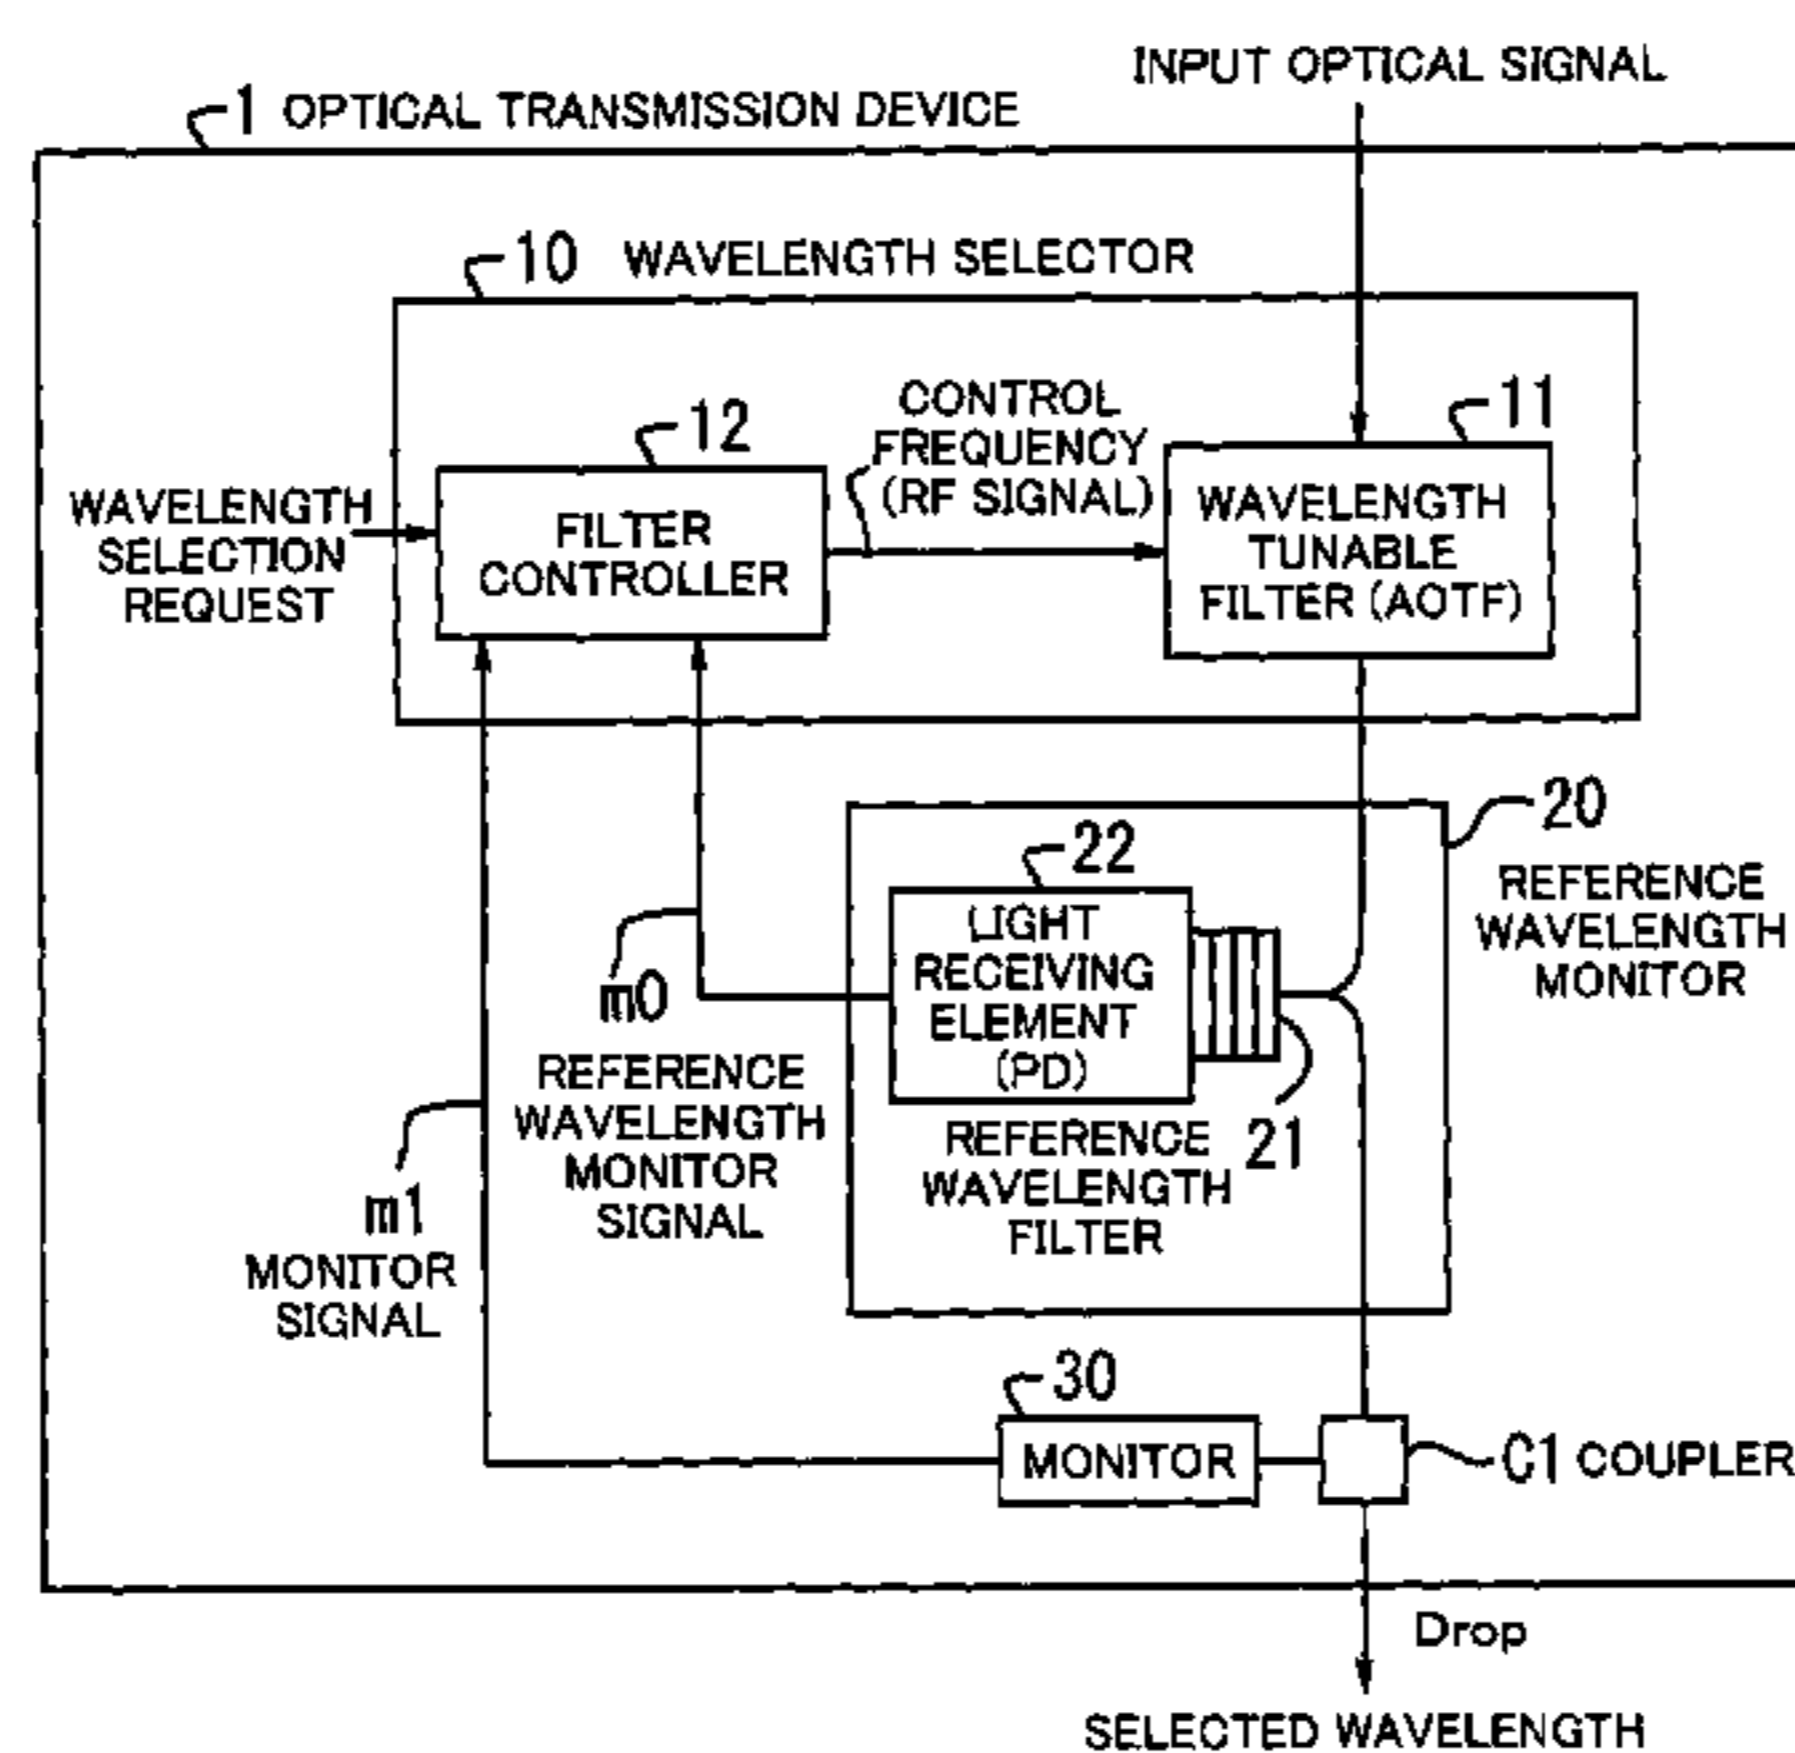 INPUT OPTICAL SIGNAL
1 OPTICAL TRANSMISSION DEVICE
10 WAVELENGTH SELECTOR
CONTROL
FREQUENCY
(RF SIGNAL)
11
12
WAVELENGTH
SELECTION
REQUEST
FILTER
CONTROLLER
WAVELENGTH
TUNABLE
FILTER (AOTF)
20
REFERENCE
WAVELENGTH
MONITOR
22
LIGHT
RECEIVING
ELEMENT
(PD)
m0
REFERENCE
WAVELENGTH
MONITOR
SIGNAL
21
REFERENCE
WAVELENGTH
FILTER
m1
MONITOR
SIGNAL
30
MONITOR
C1 COUPLER
Drop
SELECTED WAVELENGTH